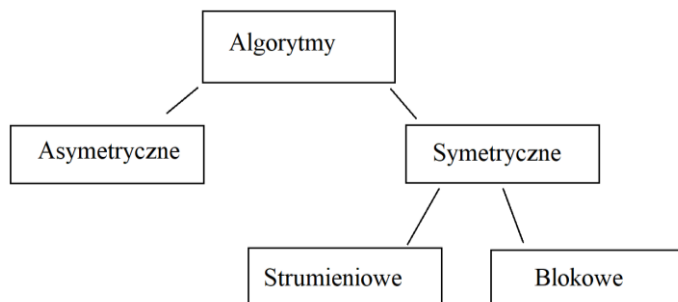 Algorytmy
Asymetryczne
Symetryczne
Strumieniowe
Blokowe